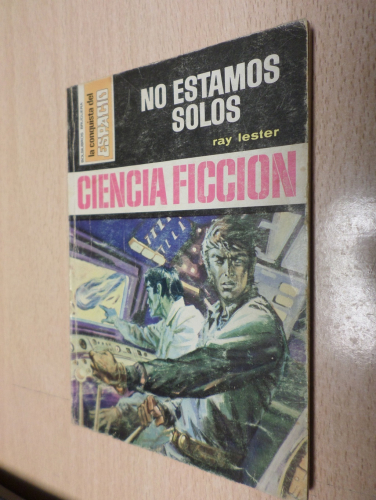 la conquista del
ESPACIO
NO ESTAMOS
SOLOS
ray lester
CIENCIA FICCION